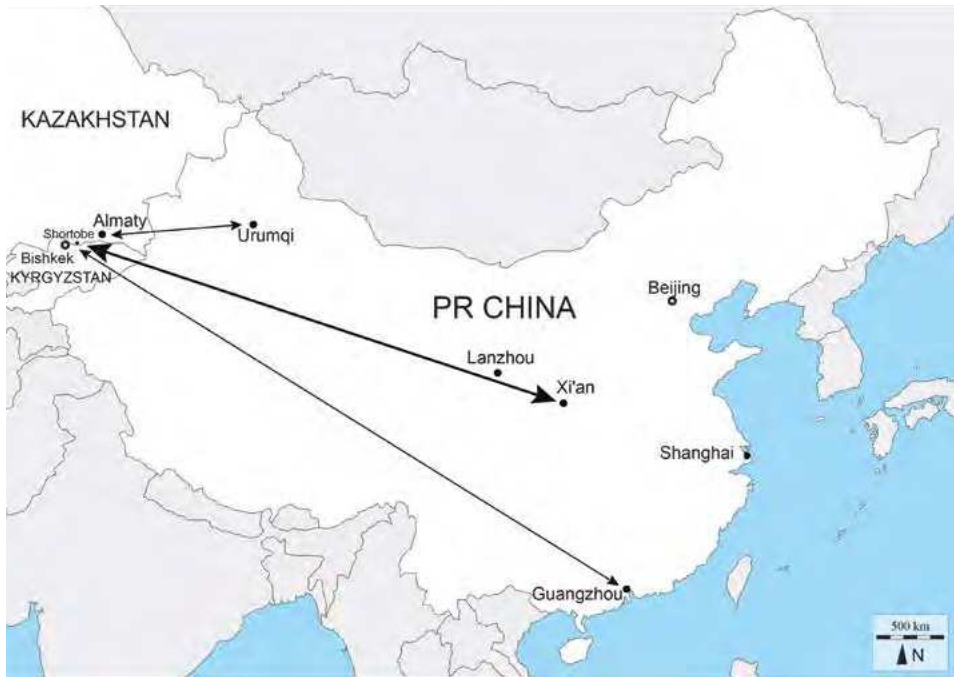 KAZAKHSTAN
Almaty
Shortobe
Urumqi
Bishkek
KYRGYZSTAN
Beijing
PR CHINA
Lanzhou
Xi'an
Shanghai
Guangzhou
500 km
N